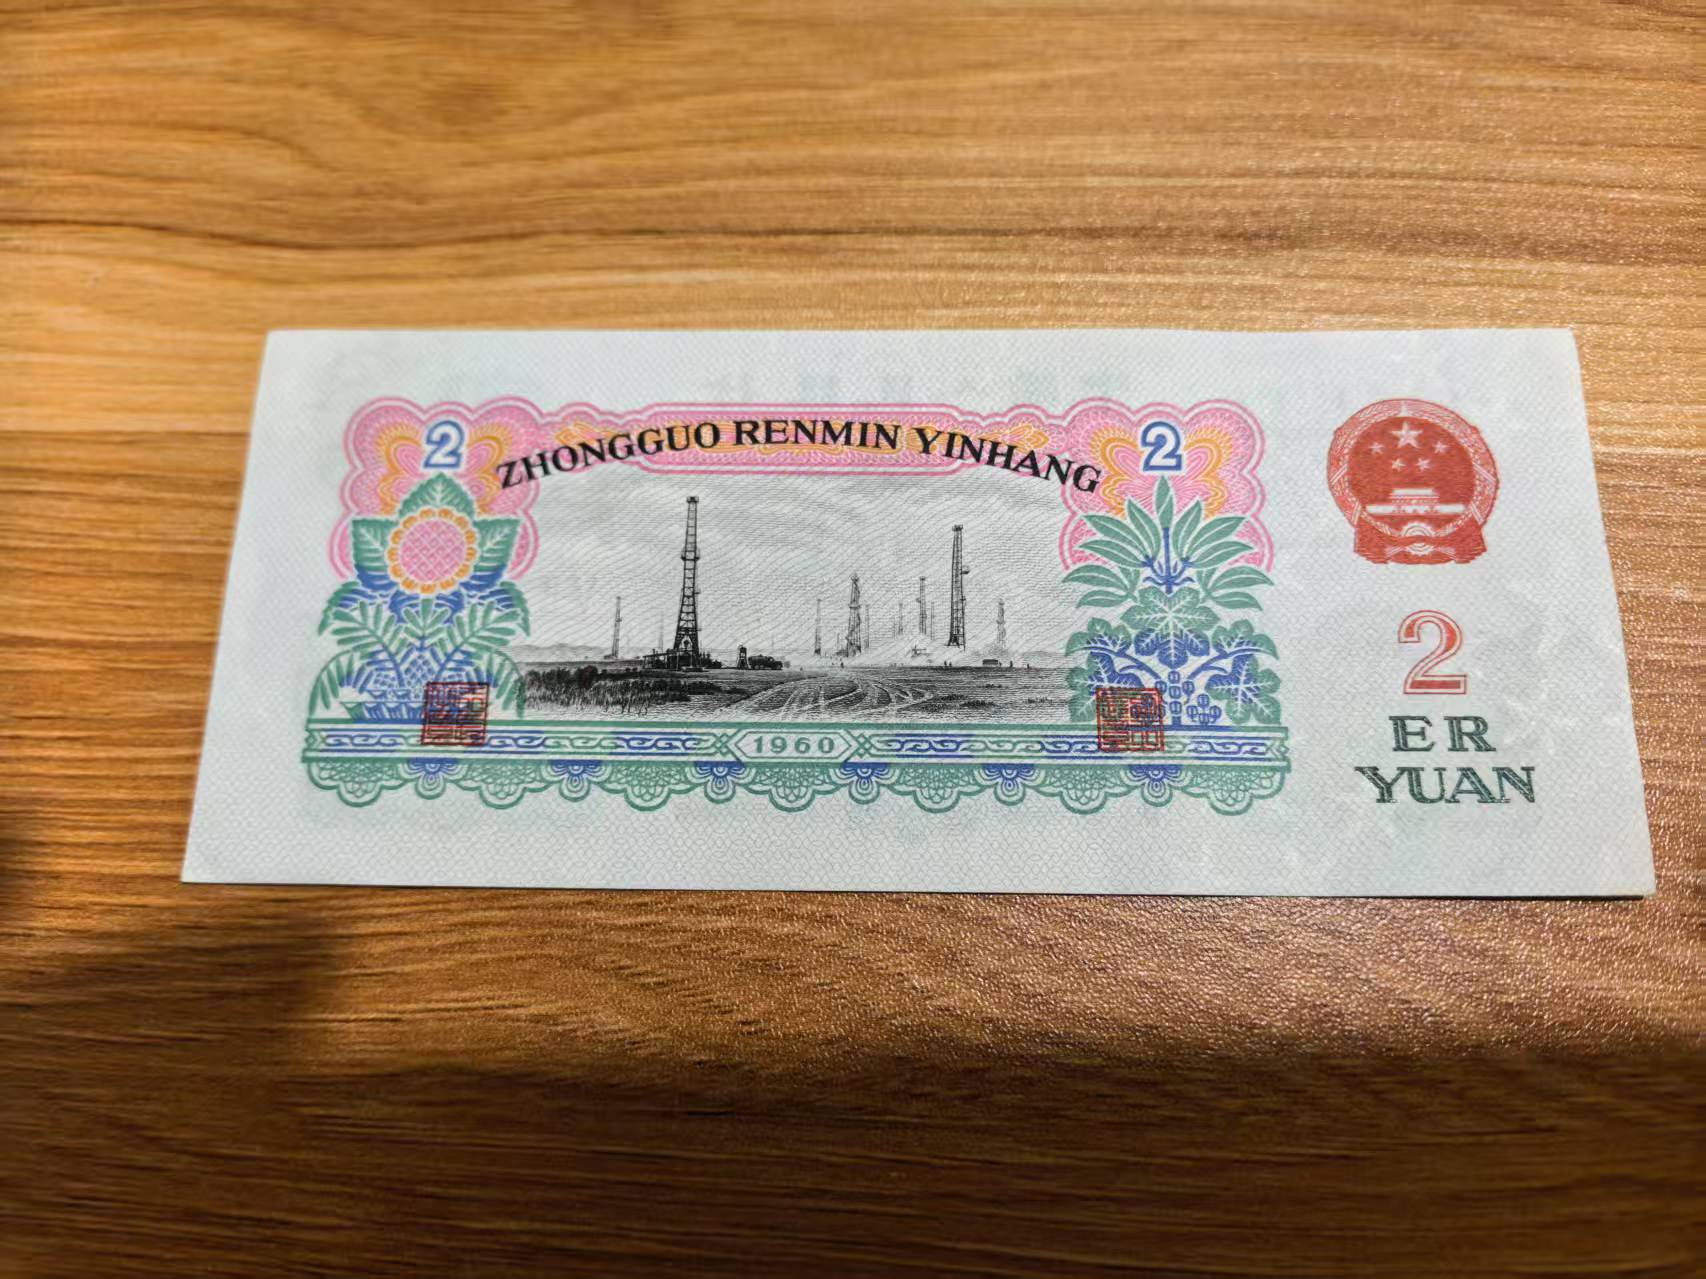 ZHONGGUO RENMIN YINHANG
2
2
1960
2
ER
YUAN